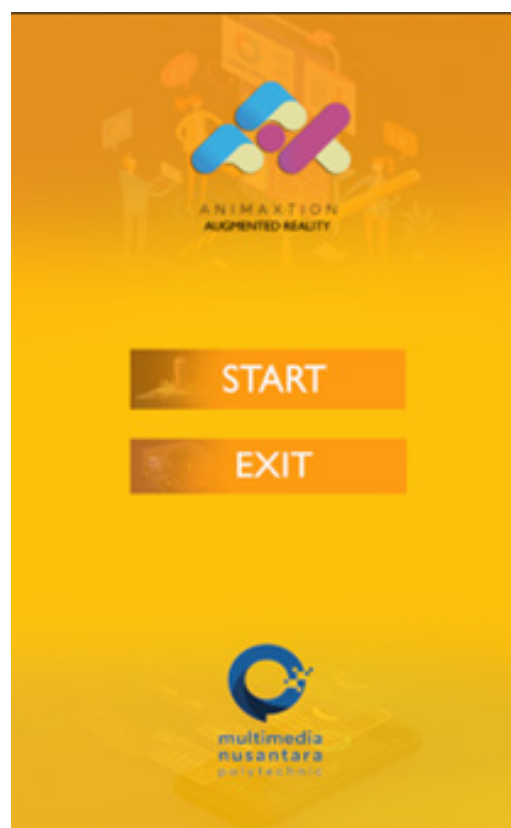 ANIMAXTION
AUGMENTED REALITY
START
EXIT
multimedia
nusantara
polytechnic